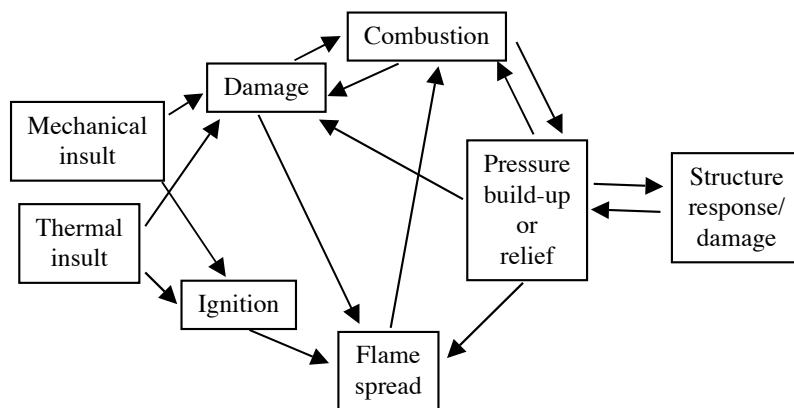 Combustion
Damage
Mechanical
insult
Pressure
build-up
or
relief
Structure
response/
damage
Thermal
insult
Ignition
Flame
spread